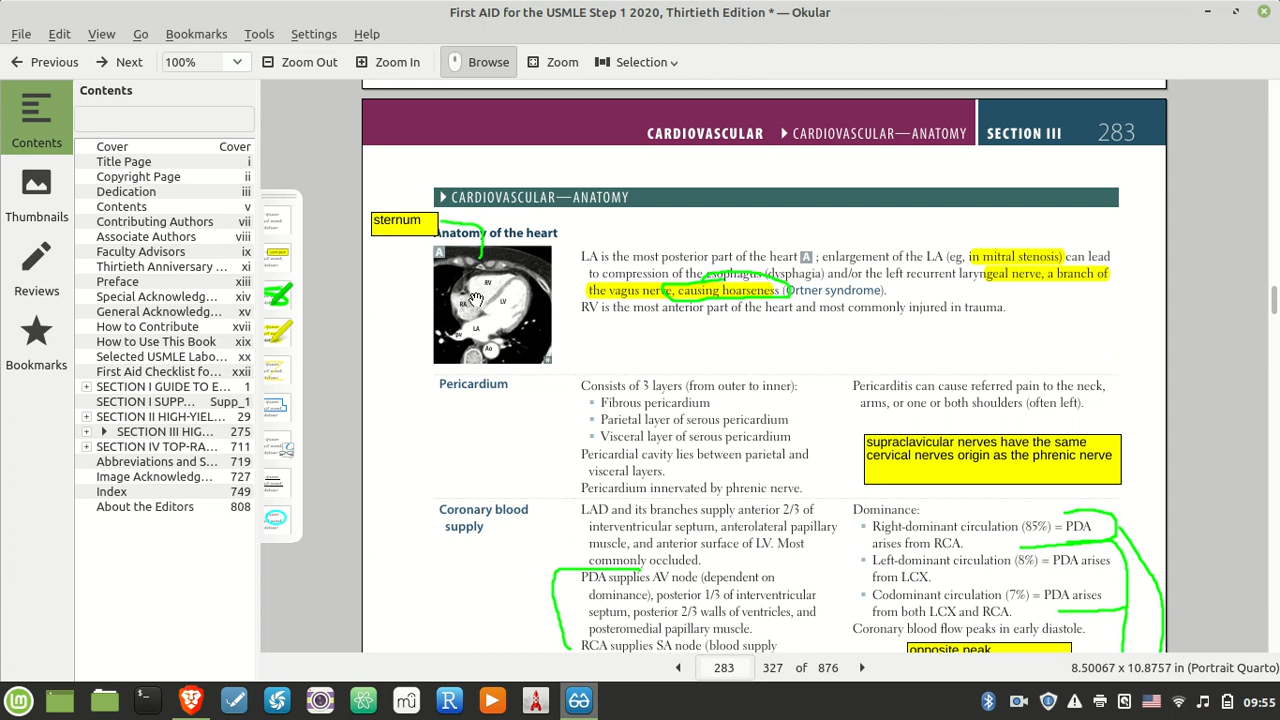 First AID for the USMLE Step 1 2020, Thirtieth Edition * — Okular
File Edit View Go Bookmarks Tools Settings Help
Previous Next 100% Zoom Out Zoom In Browse Zoom Selection
Contents
Thumbnails
Reviews
Bookmarks
Contents
Cover Cover
Title Page i
Copyright Page ii
Dedication iii
Contents v
Contributing Authors vii
Associate Authors viii
Faculty Advisors ix
Thirtieth Anniversary ... xi
Preface xiii
Special Acknowledg... xv
General Acknowledg... xvii
How to Contribute xvii
How to Use This Book xix
Selected USMLE Labo... xx
First Aid Checklist fo... xxii
SECTION I GUIDE TO E... 1
SECTION I SUPP... Supp_1
SECTION II HIGH-YIEL... 29
SECTION III HIG... 275
SECTION IV TOP-RA... 711
Abbreviations and S... 719
Image Acknowledg... 727
Index 749
About the Editors 808
CARDIOVASCULAR CARDIOVASCULAR—ANATOMY SECTION III 283
CARDIOVASCULAR—ANATOMY
sternum
Anatomy of the heart
A
RV
RA
LV
LA
PV
Ao
LA is the most posterior part of the heart A ; enlargement of the LA (eg, in mitral stenosis) can lead
to compression of the esophagus (dysphagia) and/or the left recurrent laryngeal nerve, a branch of
the vagus nerve, causing hoarseness (Ortner syndrome).
RV is the most anterior part of the heart and most commonly injured in trauma.
Pericardium
Consists of 3 layers (from outer to inner):
Fibrous pericardium
Parietal layer of serous pericardium
Visceral layer of serous pericardium
Pericardial cavity lies between parietal and
visceral layers.
Pericardium innervated by phrenic nerve.
Pericarditis can cause referred pain to the neck,
arms, or one or both shoulders (often left).
supraclavicular nerves have the same
cervical nerves origin as the phrenic nerve
Coronary blood
supply
LAD and its branches supply anterior 2/3 of
interventricular septum, anterolateral papillary
muscle, and anterior surface of LV. Most
commonly occluded.
PDA supplies AV node (dependent on
dominance), posterior 1/3 of interventricular
septum, posterior 2/3 walls of ventricles, and
posteromedial papillary muscle.
RCA supplies SA node (blood supply
Dominance:
Right-dominant circulation (85%) = PDA
arises from RCA.
Left-dominant circulation (8%) = PDA arises
from LCX.
Codominant circulation (7%) = PDA arises
from both LCX and RCA.
Coronary blood flow peaks in early diastole.
opposite peak
283 327 of 876
8.50067 x 10.8757 in (Portrait Quarto)
09:55